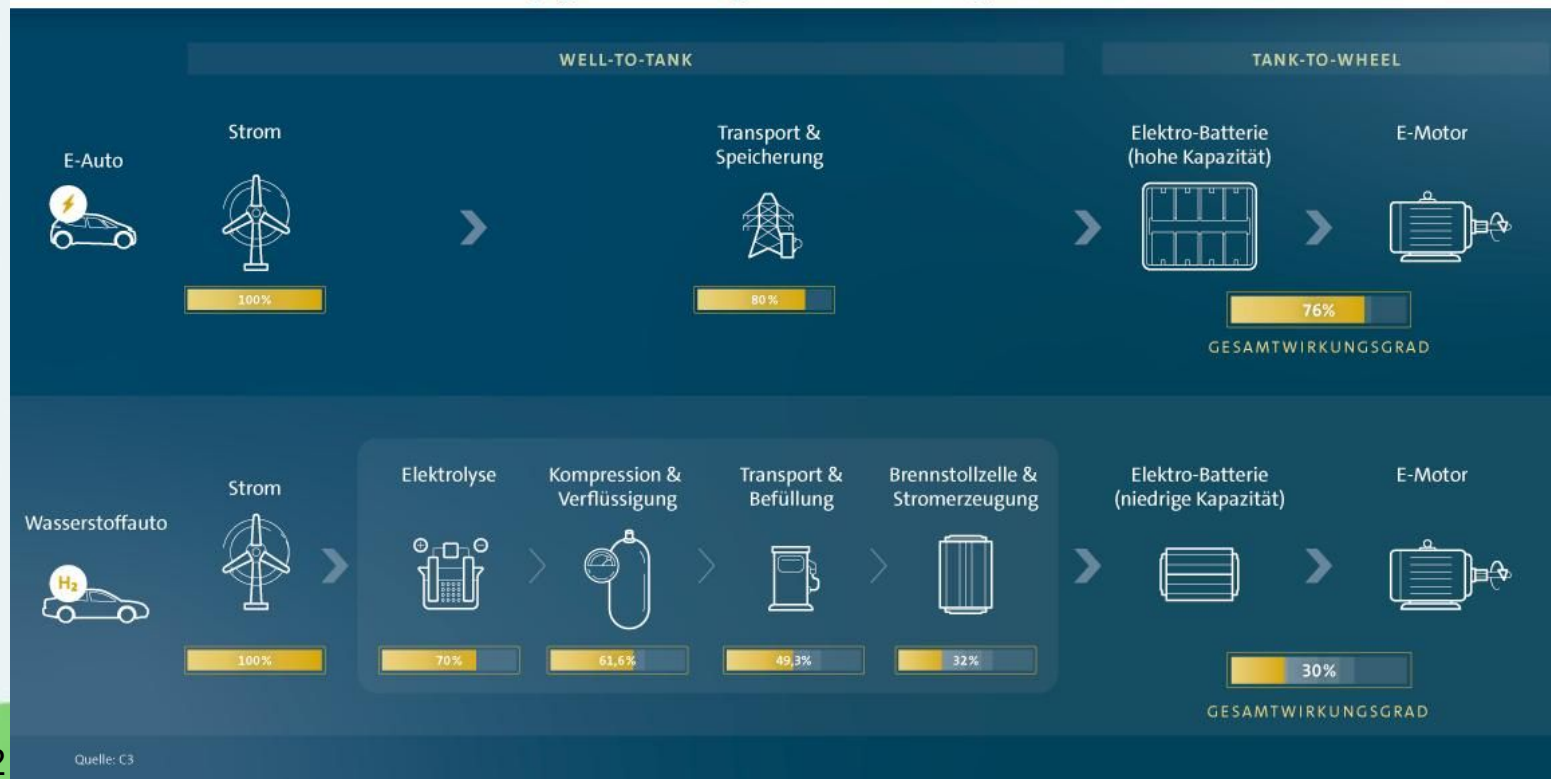 WELL-TO-TANK
TANK-TO-WHEEL
E-Auto
Strom
100%
Transport &
Speicherung
80%
Elektro-Batterie
(hohe Kapazität)
E-Motor
76%
GESAMTWIRKUNGSGRAD
Wasserstoffauto
H₂
Strom
100%
Elektrolyse
70%
Kompression &
Verflüssigung
61,6%
Transport &
Befüllung
49,3%
Brennstollzelle &
Stromerzeugung
32%
Elektro-Batterie
(niedrige Kapazität)
E-Motor
30%
GESAMTWIRKUNGSGRAD
2
Quelle: C3